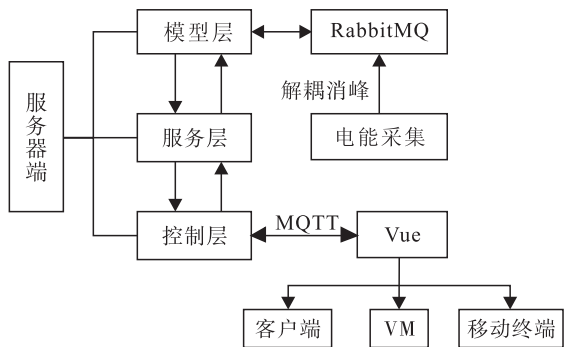 模型层
RabbitMQ
解耦消峰
服务器端
服务层
电能采集
控制层
MQTT
Vue
客户端
VM
移动终端